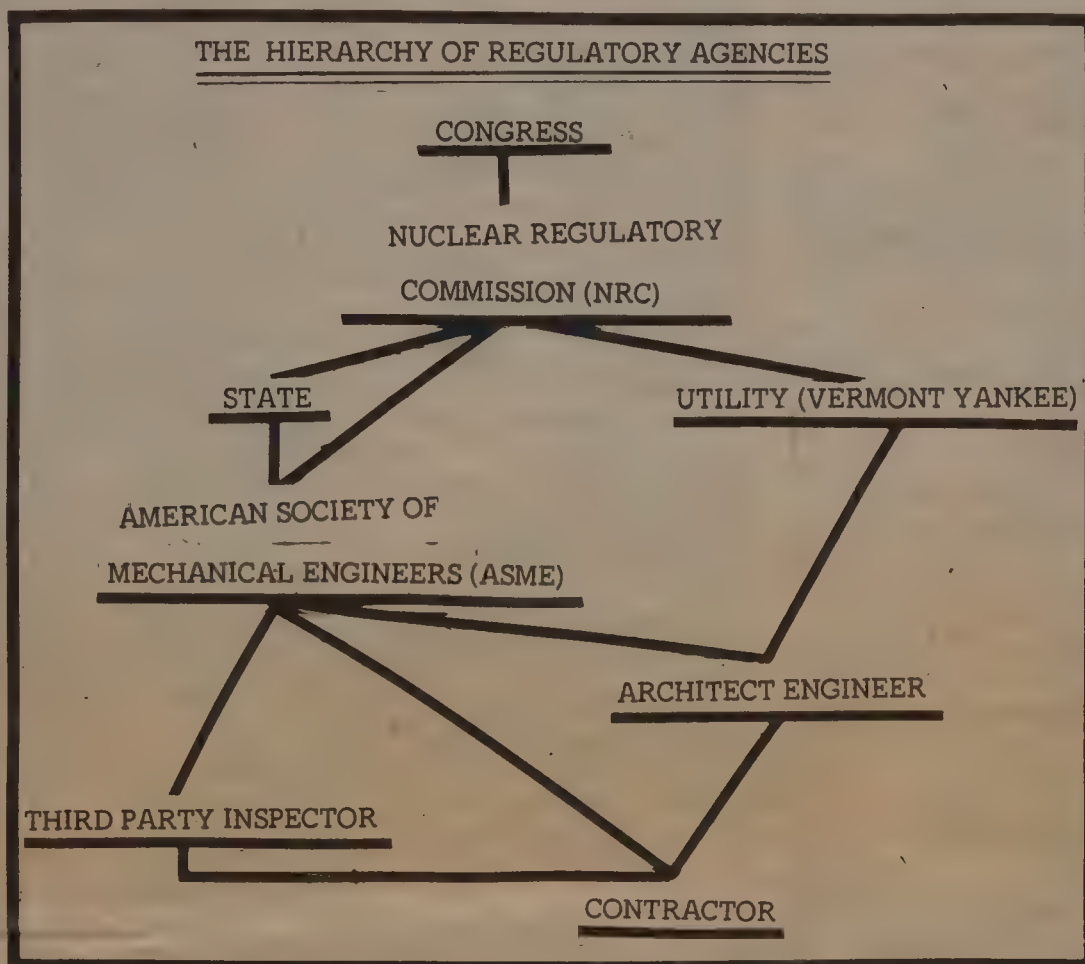 THE HIERARCHY OF REGULATORY AGENCIES
CONGRESS
NUCLEAR REGULATORY
COMMISSION (NRC)
STATE
UTILITY (VERMONT YANKEE)
AMERICAN SOCIETY OF
MECHANICAL ENGINEERS (ASME)
ARCHITECT ENGINEER
THIRD PARTY INSPECTOR
CONTRACTOR